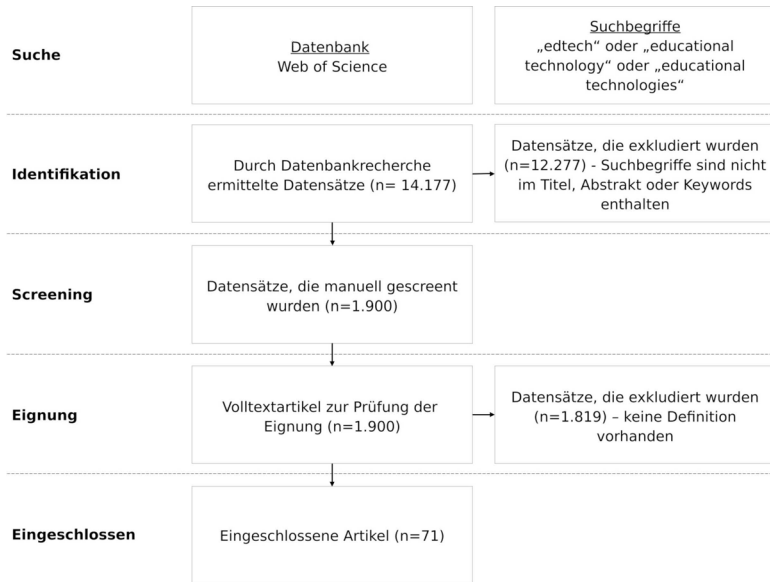 Suche
Datenbank
Web of Science
Suchbegriffe
„edtech“ oder „educational
technology“ oder „educational
technologies“
Identifikation
Durch Datenbankrecherche
ermittelte Datensätze (n= 14.177)
Datensätze, die exkludiert wurden
(n=12.277) - Suchbegriffe sind nicht
im Titel, Abstrakt oder Keywords
enthalten
Screening
Datensätze, die manuell gescreent
wurden (n=1.900)
Eignung
Volltextartikel zur Prüfung der
Eignung (n=1.900)
Datensätze, die exkludiert wurden
(n=1.819) – keine Definition
vorhanden
Eingeschlossen
Eingeschlossene Artikel (n=71)